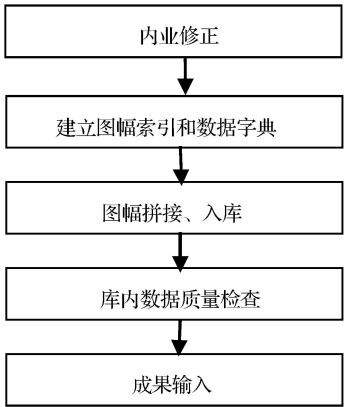 内业修正
建立图幅索引和数据字典
图幅拼接、入库
库内数据质量检查
成果输入